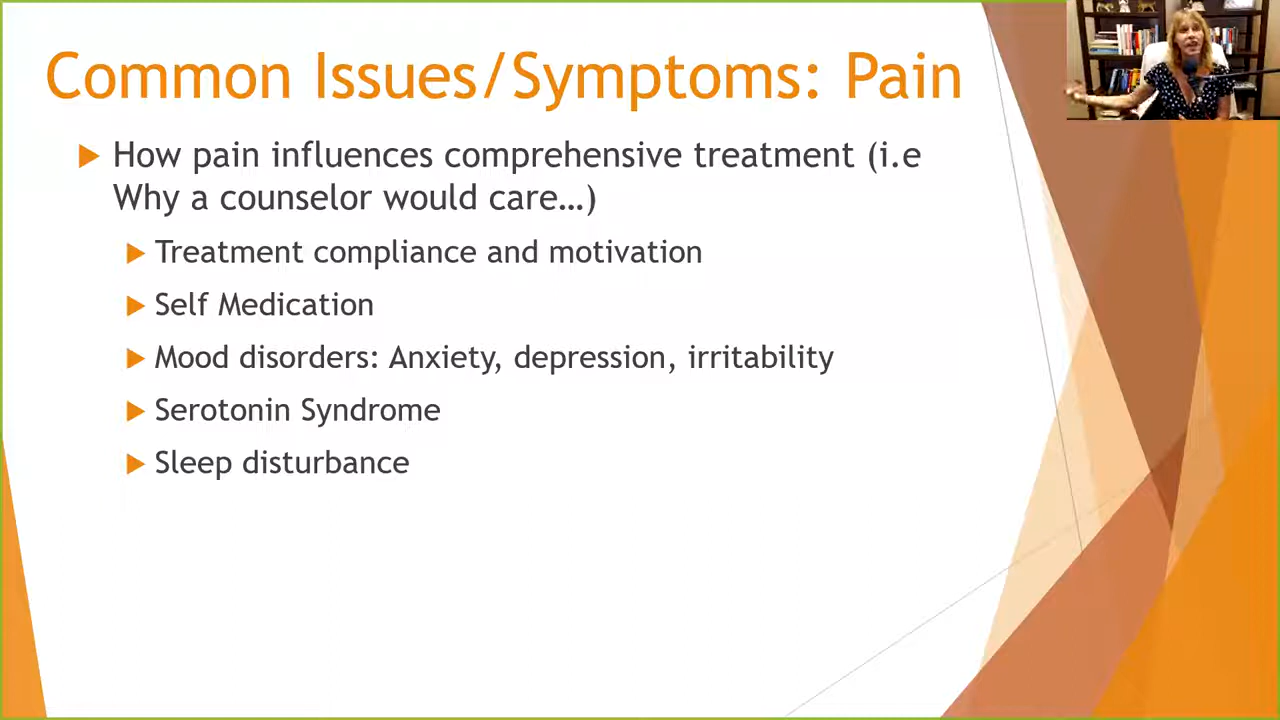 Common Issues/Symptoms: Pain
How pain influences comprehensive treatment (i.e
Why a counselor would care…)
Treatment compliance and motivation
Self Medication
Mood disorders: Anxiety, depression, irritability
Serotonin Syndrome
Sleep disturbance